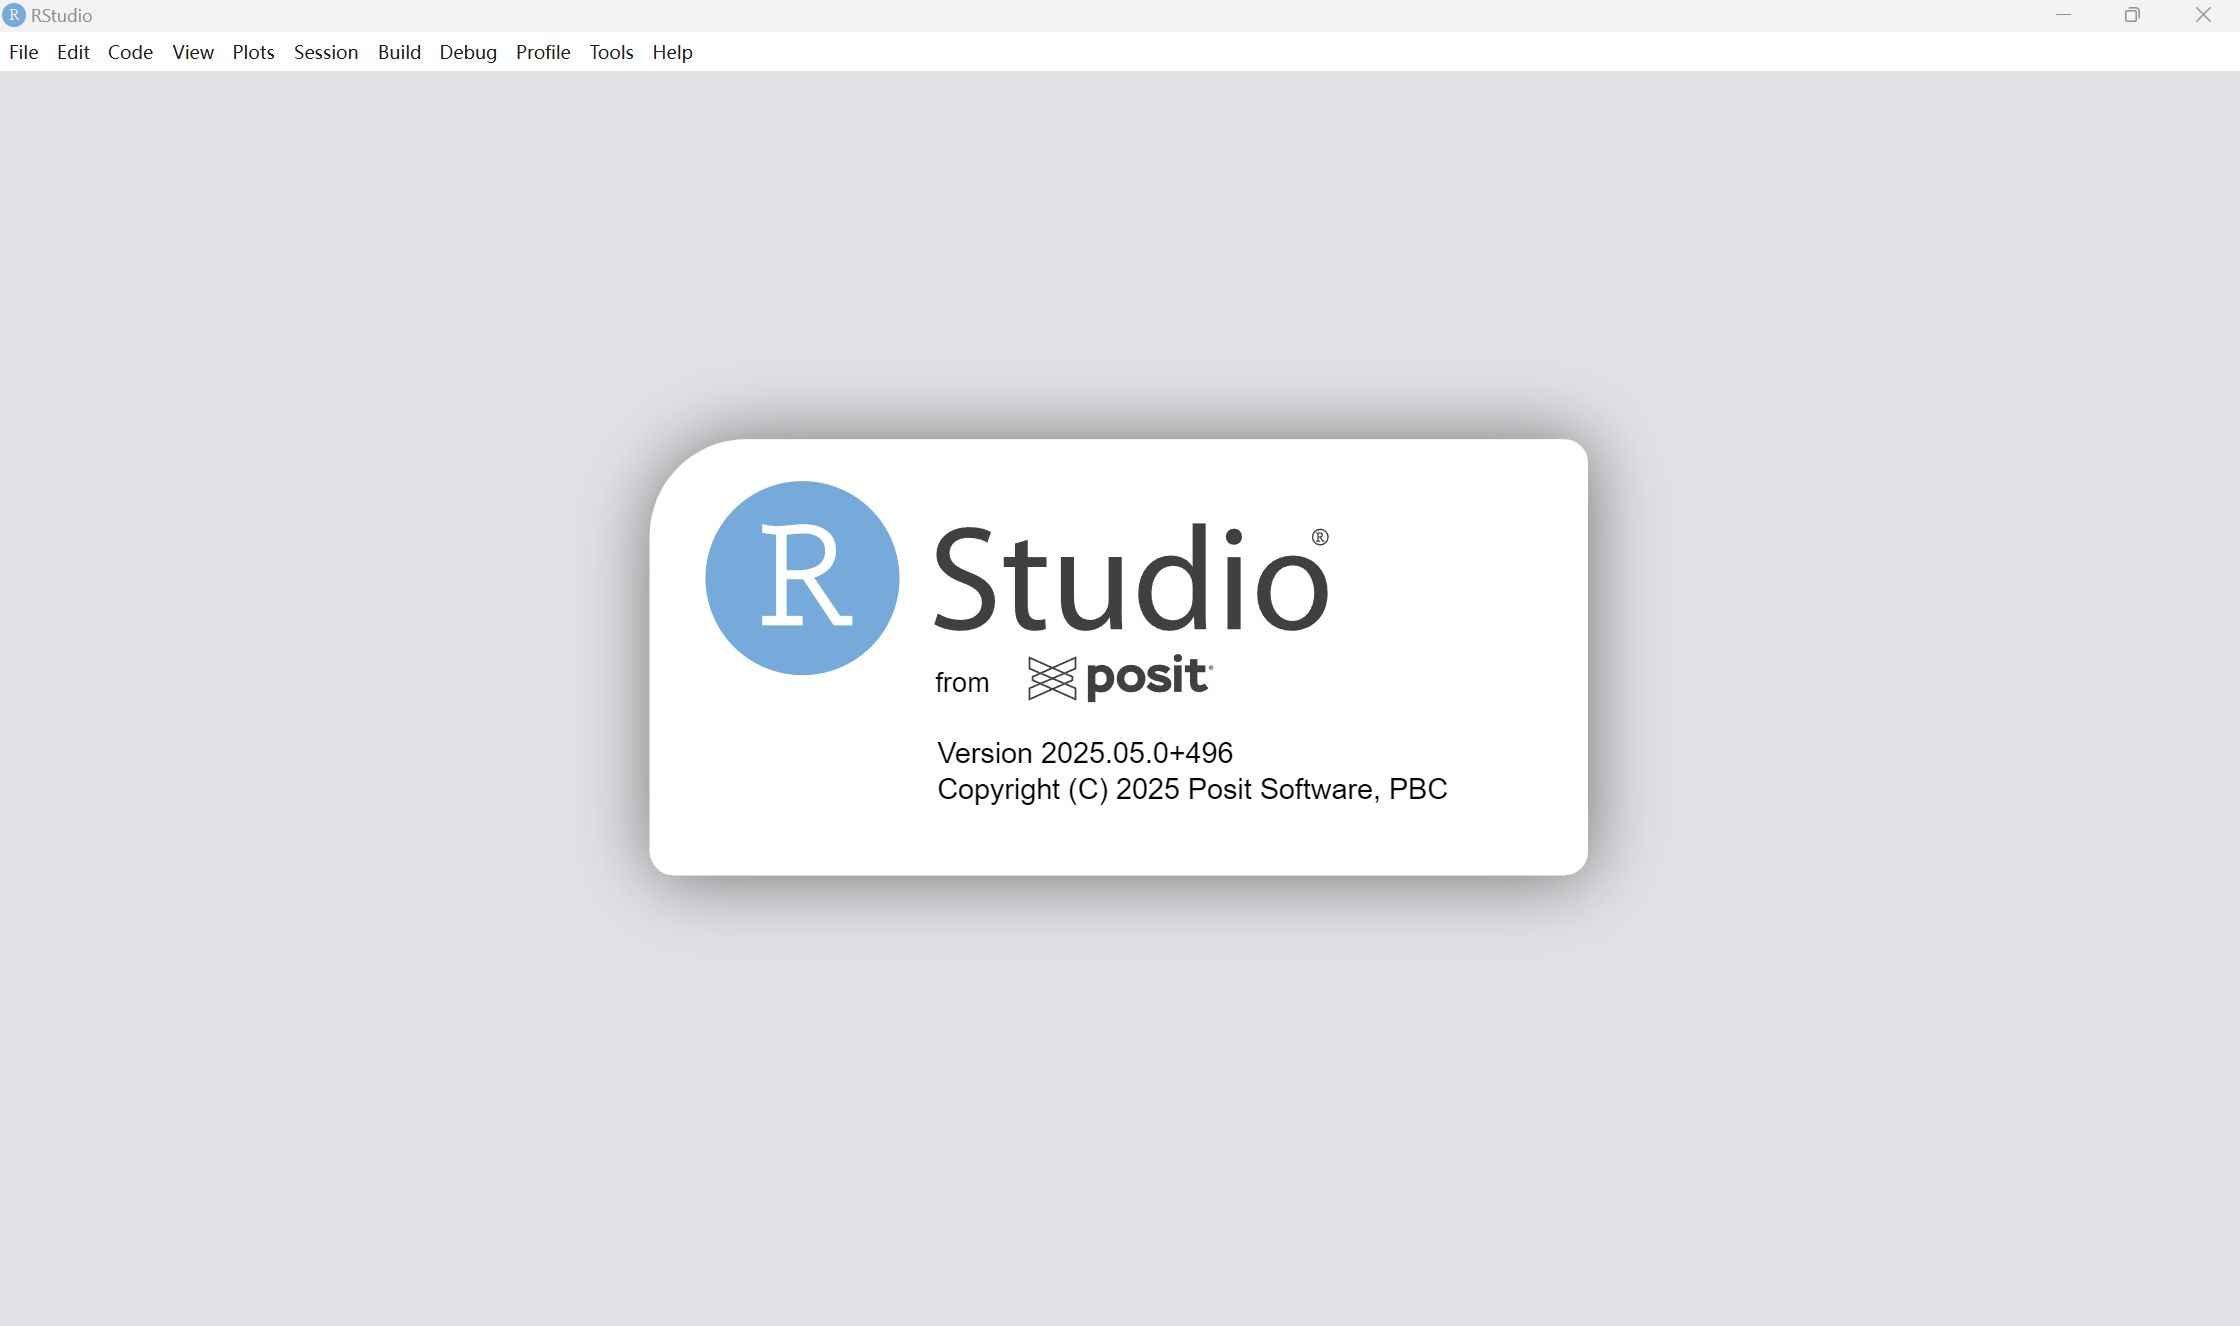 R RStudio
File Edit Code View Plots Session Build Debug Profile Tools Help
R Studio®
from posit®
Version 2025.05.0+496
Copyright (C) 2025 Posit Software, PBC